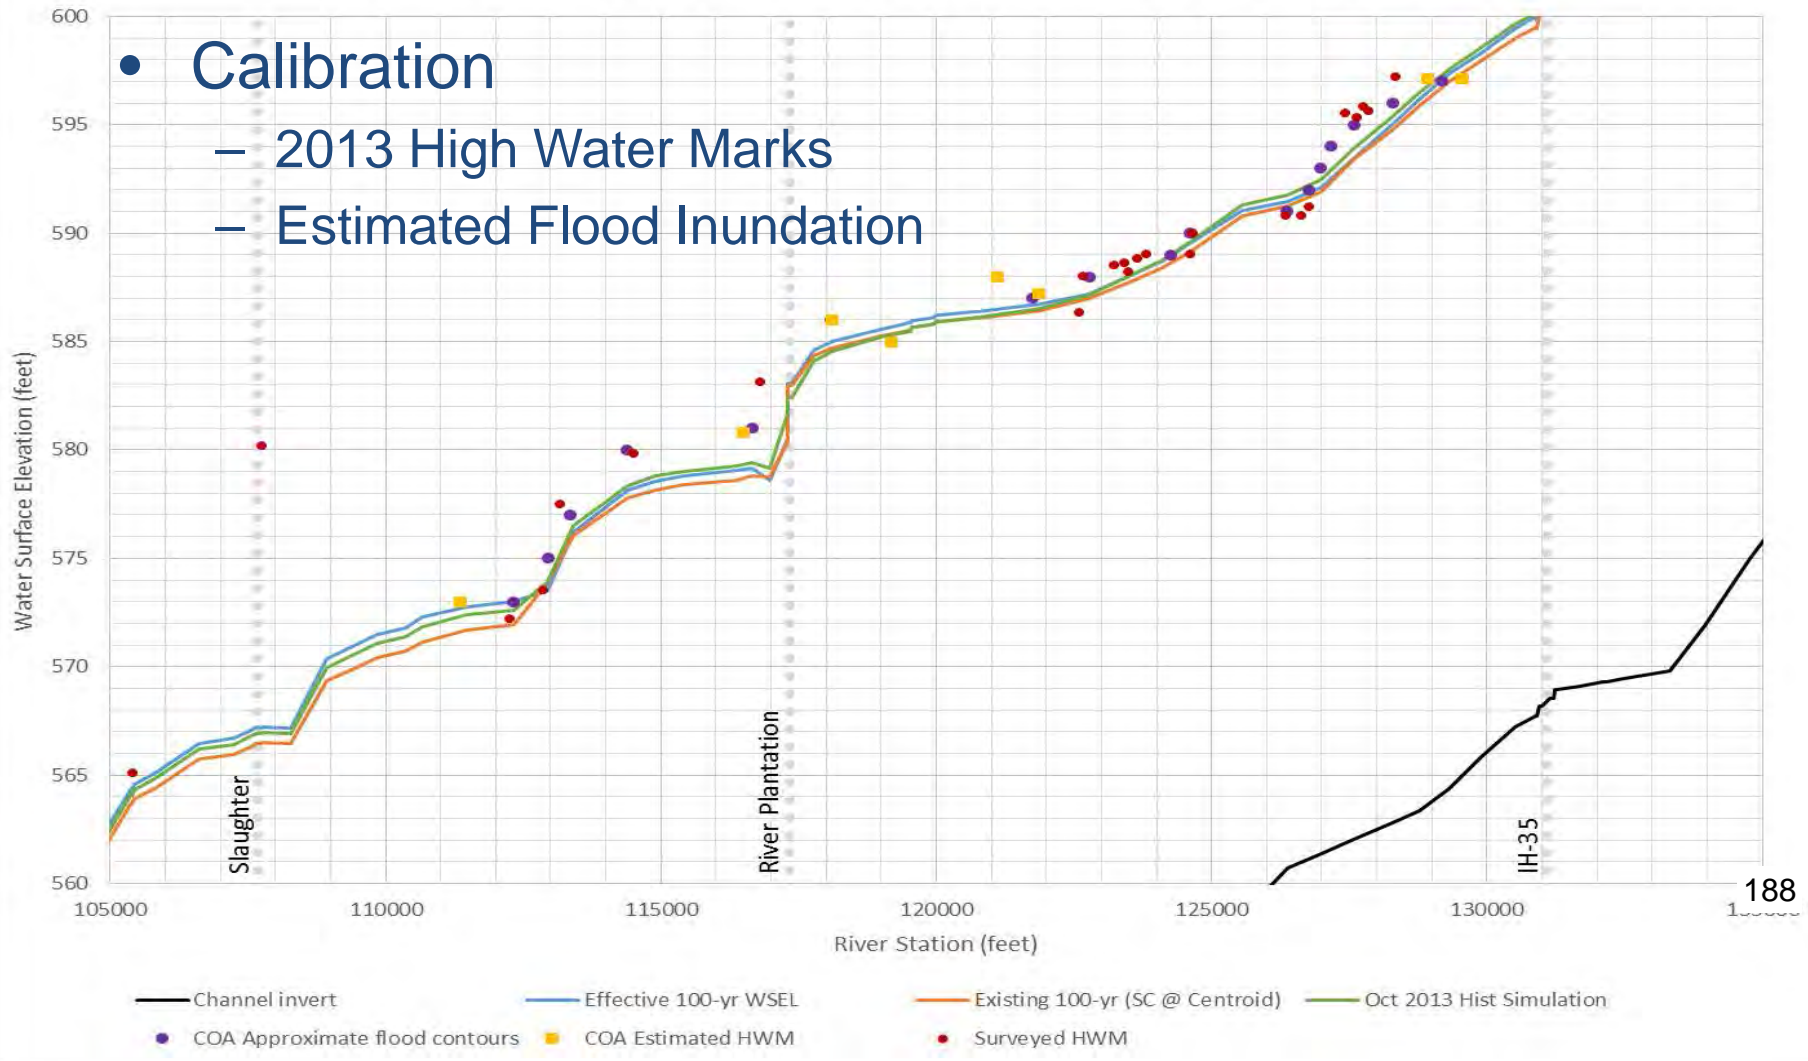 • Calibration
– 2013 High Water Marks
– Estimated Flood Inundation
600
595
590
585
580
575
570
565
560
Water Surface Elevation (feet)
Slaughter
River Plantation
IH-35
188
105000 110000 115000 120000 125000 130000
River Station (feet)
Channel invert Effective 100-yr WSEL Existing 100-yr (SC @ Centroid) Oct 2013 Hist Simulation
COA Approximate flood contours COA Estimated HWM Surveyed HWM